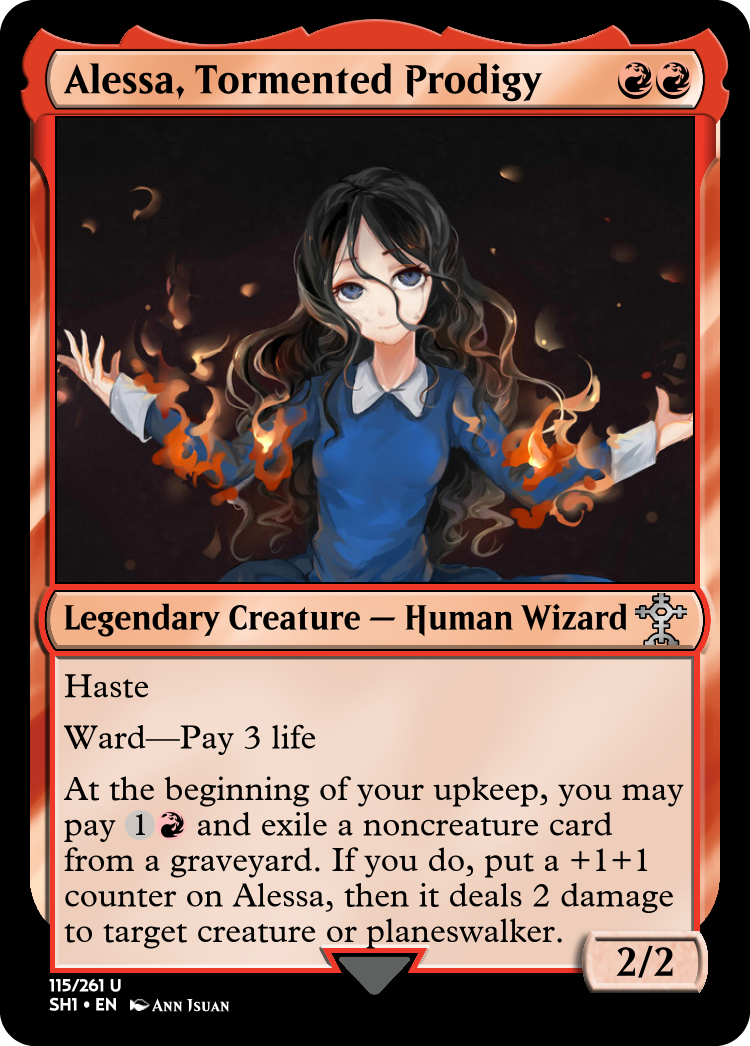 Alessa, Tormented Prodigy
Legendary Creature — Human Wizard
Haste
Ward—Pay 3 life
At the beginning of your upkeep, you may
pay 1 and exile a noncreature card
from a graveyard. If you do, put a +1+1
counter on Alessa, then it deals 2 damage
to target creature or planeswalker.
2/2
115/261 U
SH1 • EN Ann Isuan